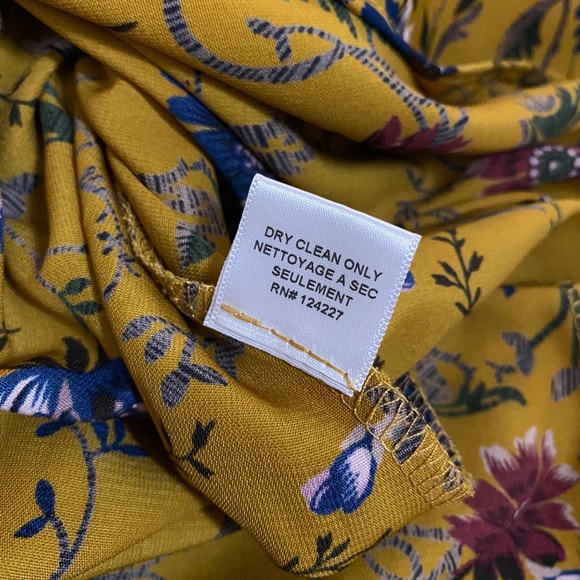 DRY CLEAN ONLY
NETTOYAGE A SEC
SEULEMENT
RN# 124227